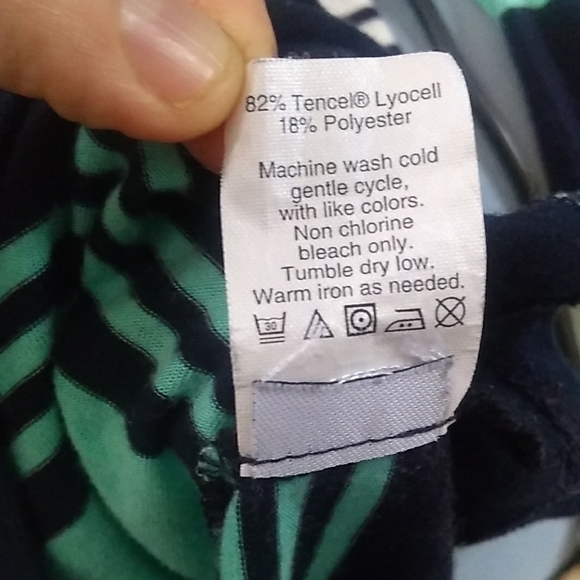 82% Tencel® Lyocell
18% Polyester
Machine wash cold
gentle cycle,
with like colors.
Non chlorine
bleach only.
Tumble dry low.
Warm iron as needed.
30